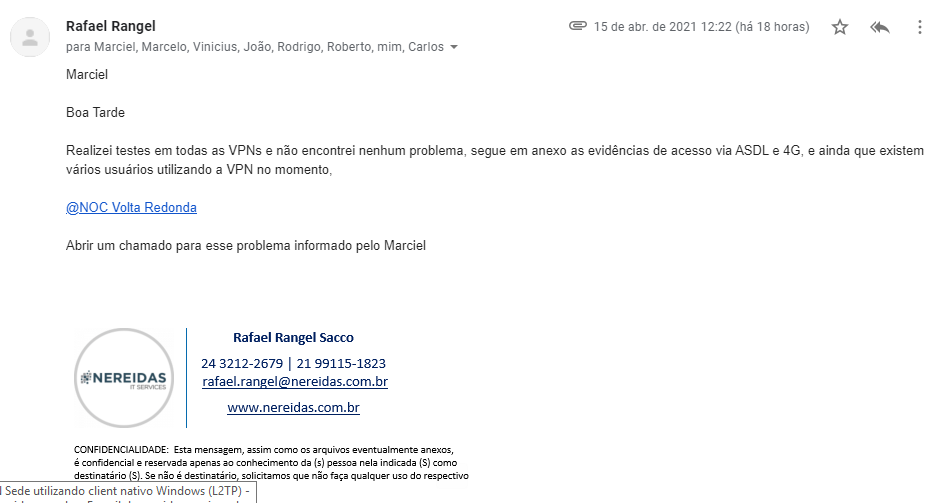 Rafael Rangel
15 de abr. de 2021 12:22 (há 18 horas)
para Marciel, Marcelo, Vinicius, João, Rodrigo, Roberto, mim, Carlos
Marciel
Boa Tarde
Realizei testes em todas as VPNs e não encontrei nenhum problema, segue em anexo as evidências de acesso via ASDL e 4G, e ainda que existem
vários usuários utilizando a VPN no momento,
@NOC Volta Redonda
Abrir um chamado para esse problema informado pelo Marciel
Rafael Rangel Sacco
24 3212-2679 | 21 99115-1823
rafael.rangel@nereidas.com.br
www.nereidas.com.br
NEREIDAS
IT SERVICES
CONFIDENCIALIDADE: Esta mensagem, assim como os arquivos eventualmente anexos,
é confidencial e reservada apenas ao conhecimento da (s) pessoa nela indicada (S) como
destinatário (S). Se não é destinatário, solicitamos que não faça qualquer uso do respectivo
Sede utilizando client nativo Windows (L2TP) -